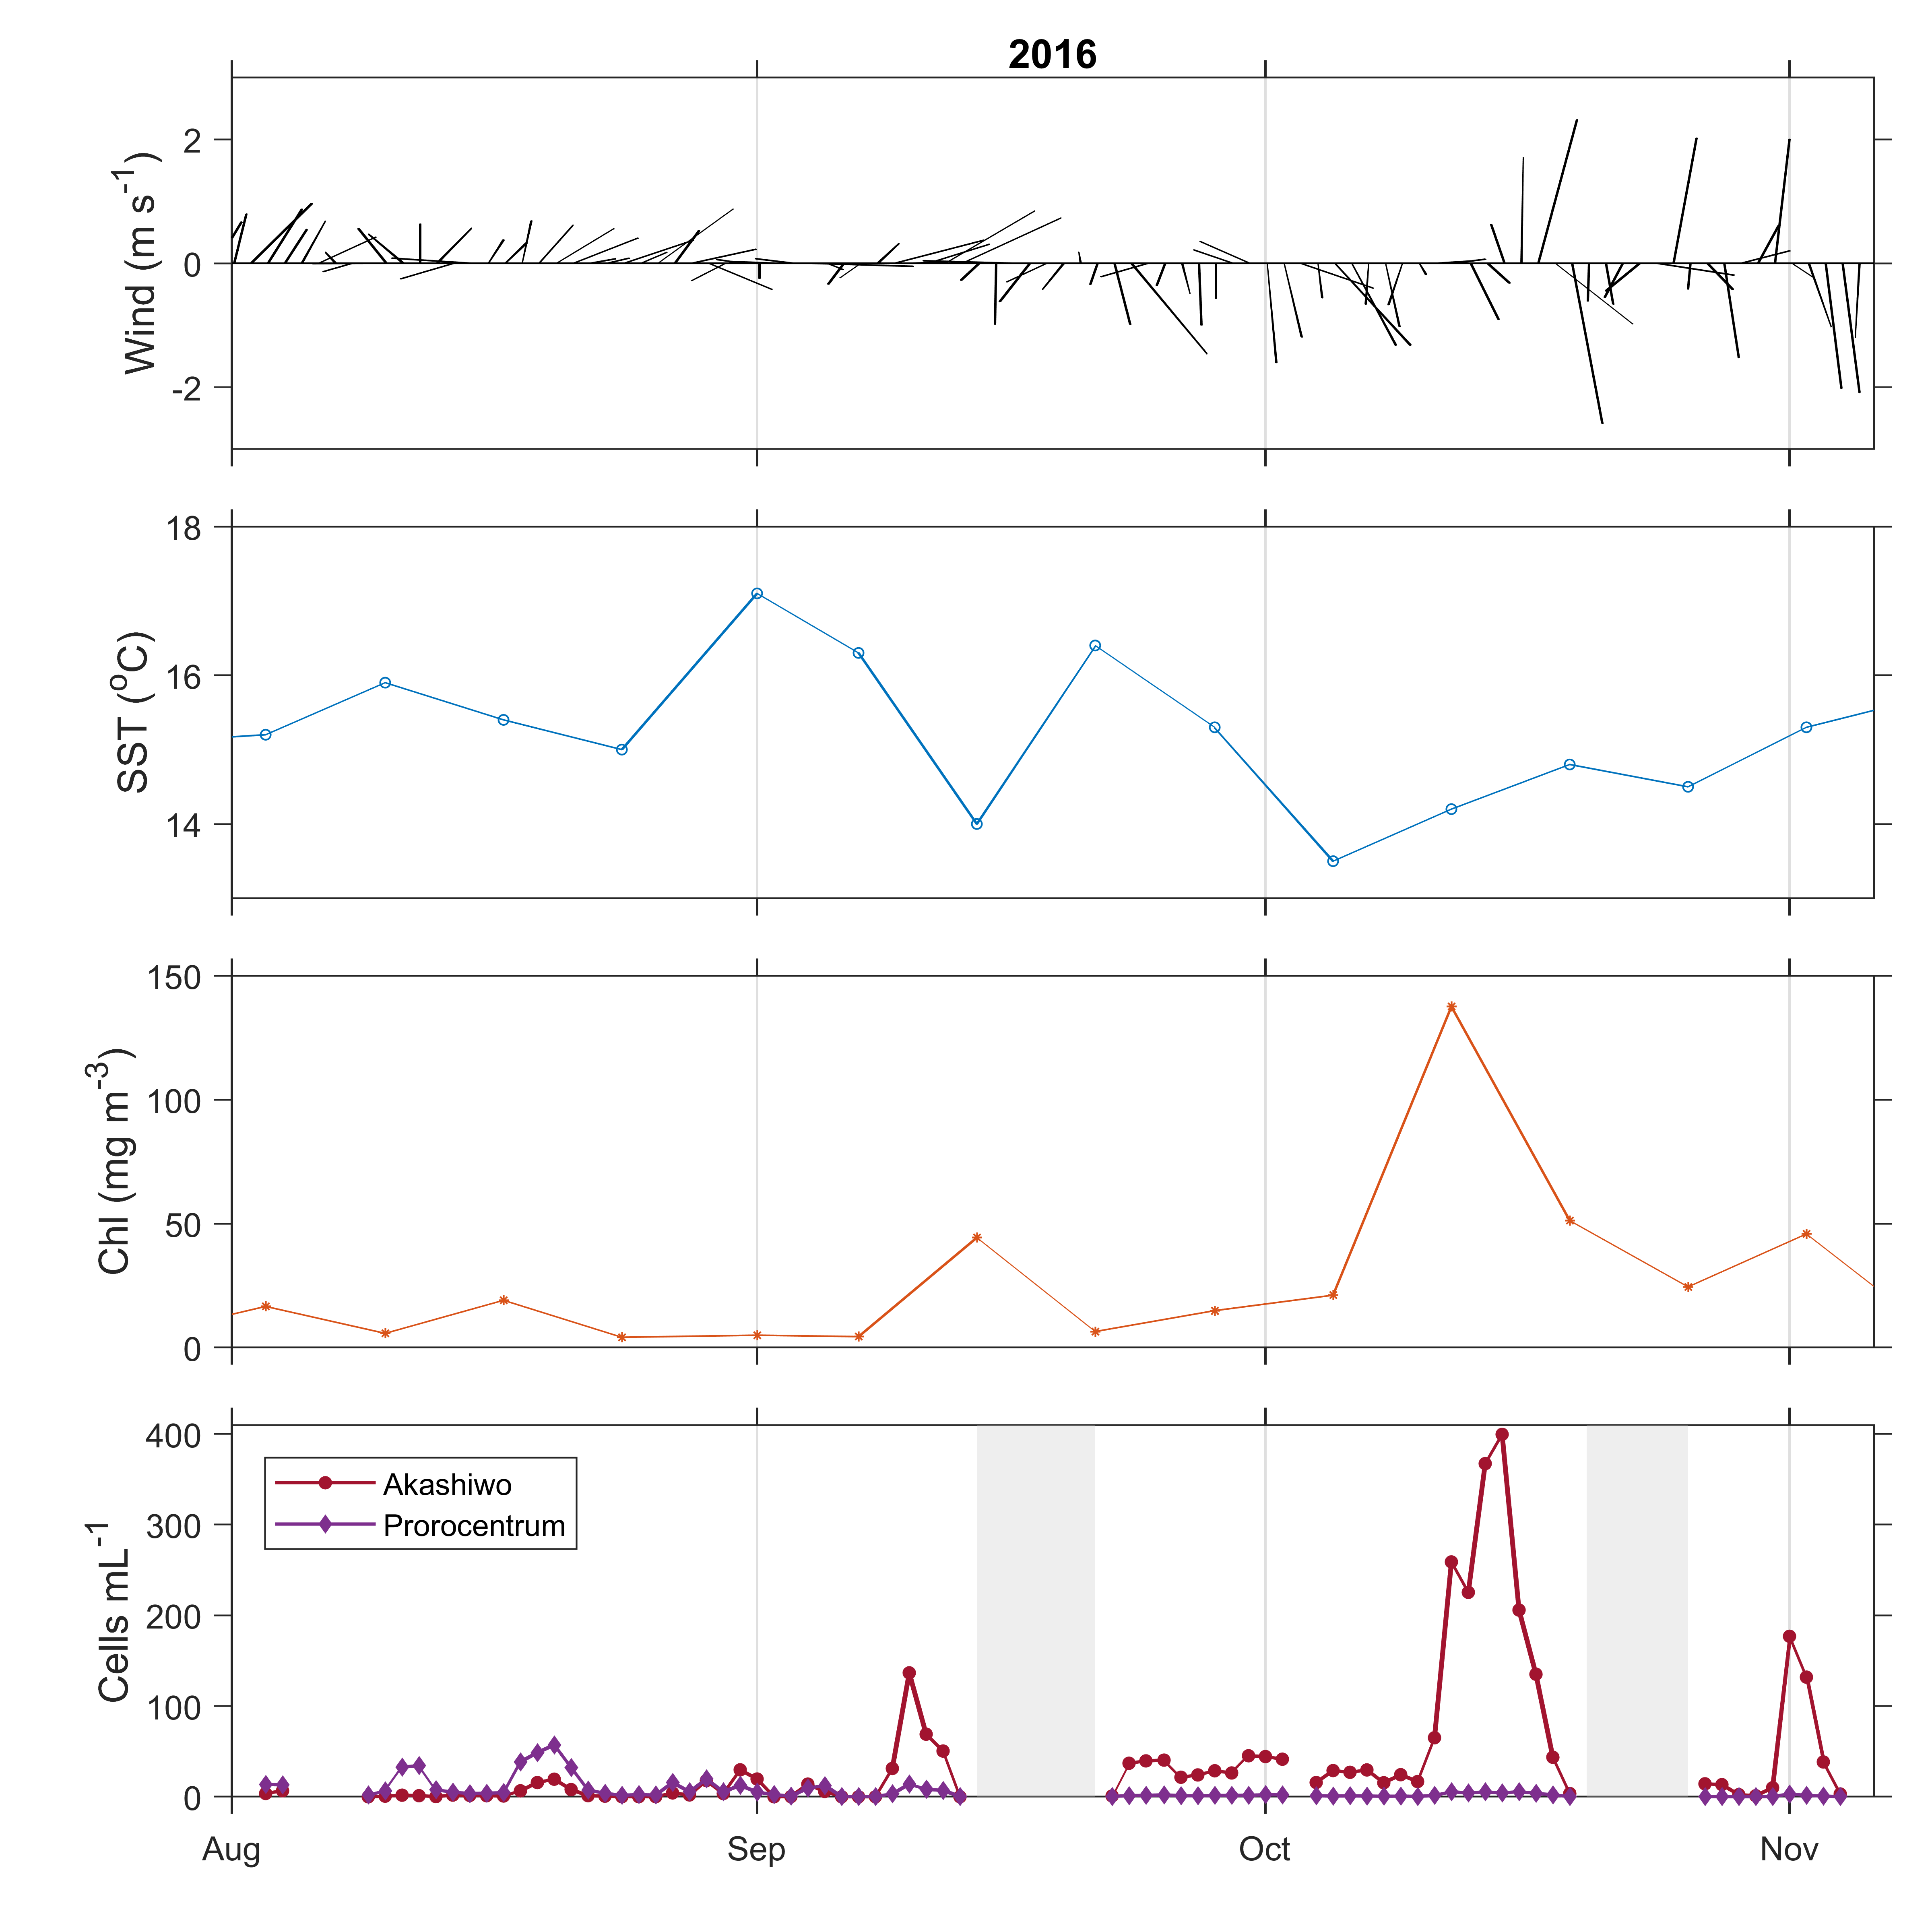 2016
Wind (m s⁻¹)
2
0
-2
SST (ºC)
18
16
14
Chl (mg m⁻³)
150
100
50
0
Cells mL⁻¹
400
300
200
100
0
Akashiwo
Prorocentrum
Aug Sep Oct Nov